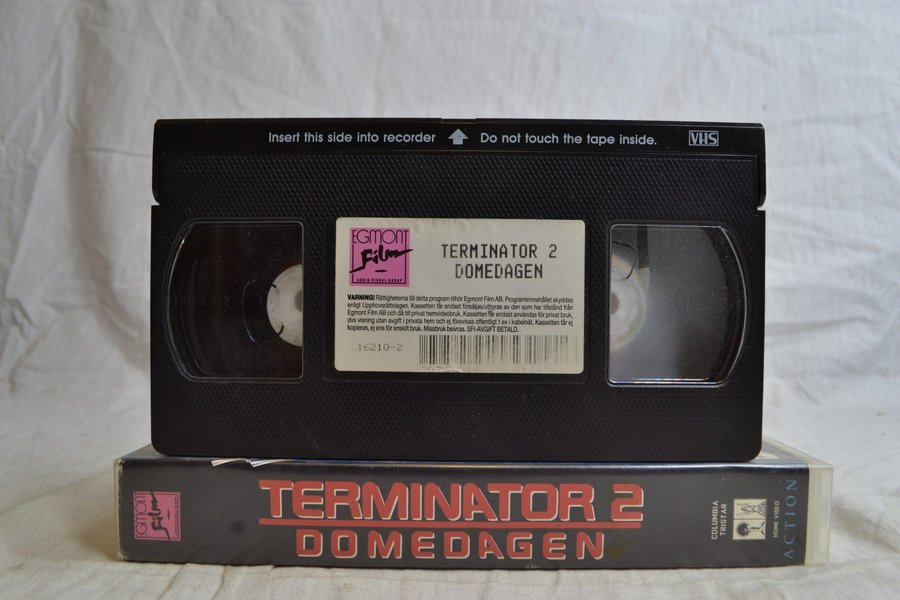 Insert this side into recorder Do not touch the tape inside. VHS
EGMONT
Film
AUDIO VISUAL GROUP
TERMINATOR 2
DOMEDAGEN
VARNING! Rättigheterna till detta program tillhör Egmont Film AB. Programinnehållet skyddas
enligt Upphovsrättslagen. Kassetten får endast försäljas/uthyras av den som har tillstånd från
Egmont Film AB och då till privat hemvideobruk. Kassetten får endast användas för privat bruk,
dvs visning utan avgift i privata hem och ej förevisas offentligt t ex i kabelnät. Kassetten får ej
kopieras, ej ens för enskilt bruk. Missbruk beivras. SFI-AVGIFT BETALD.
16210-2
EGMONT
Film
TERMINATOR 2
DOMEDAGEN
COLUMBIA
TRISTAR
HOME VIDEO
ACTION